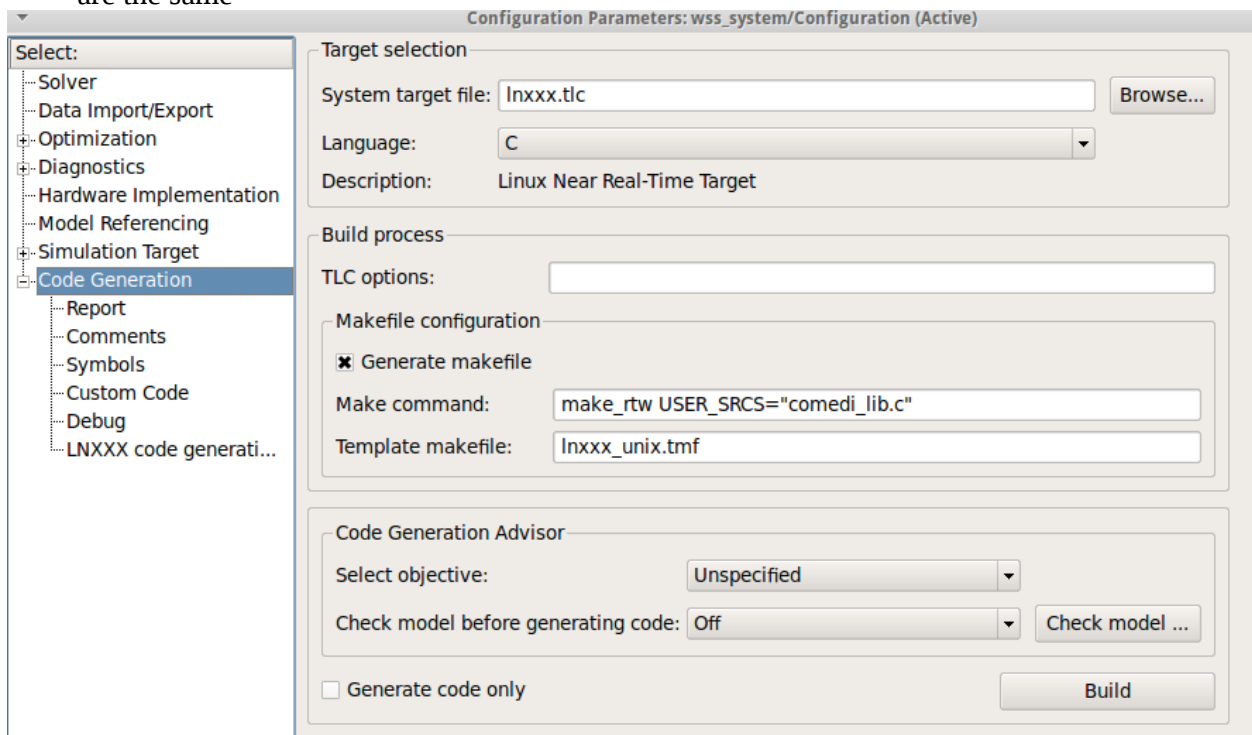 are the same
Configuration Parameters: wss_system/Configuration (Active)
Select:
Solver
Data Import/Export
Optimization
Diagnostics
Hardware Implementation
Model Referencing
Simulation Target
Code Generation
Report
Comments
Symbols
Custom Code
Debug
LNXXX code generati...
Target selection
System target file: lnxxx.tlc Browse...
Language: C
Description: Linux Near Real-Time Target
Build process
TLC options:
Makefile configuration
Generate makefile
Make command: make_rtw USER_SRCS="comedi_lib.c"
Template makefile: lnxxx_unix.tmf
Code Generation Advisor
Select objective: Unspecified
Check model before generating code: Off Check model ...
Generate code only Build